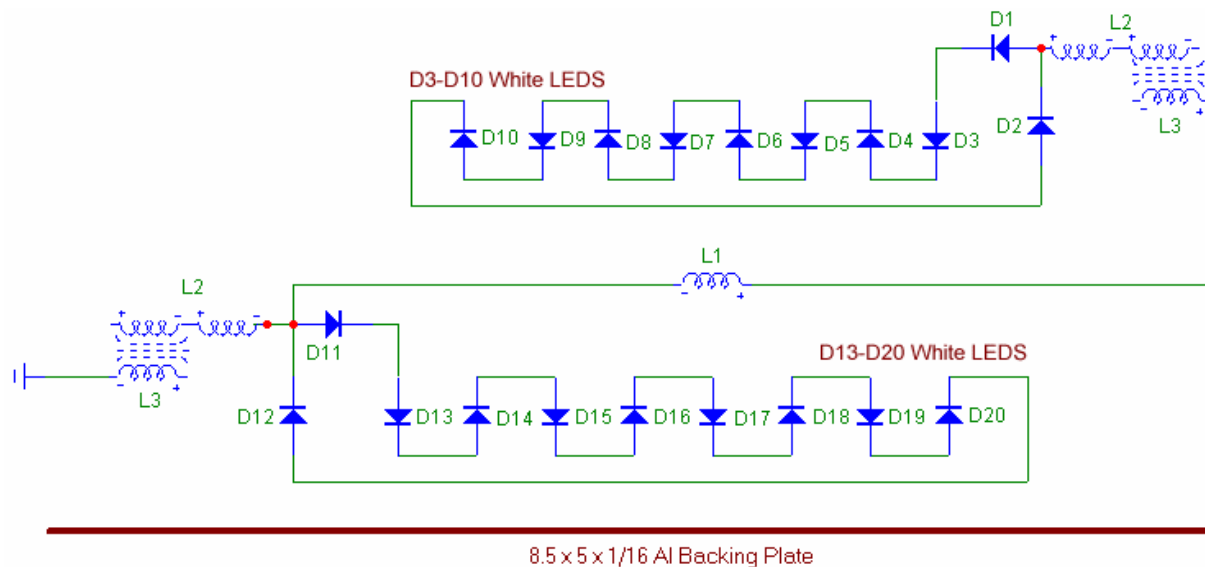 D1
L2
D3-D10 White LEDS
D10
D9
D8
D7
D6
D5
D4
D3
D2
L3
+
-
+
-
-
+
L1
-
+
L2
+
-
+
-
-
+
L3
D11
D13-D20 White LEDS
D12
D13
D14
D15
D16
D17
D18
D19
D20
8.5 x 5 x 1/16 Al Backing Plate